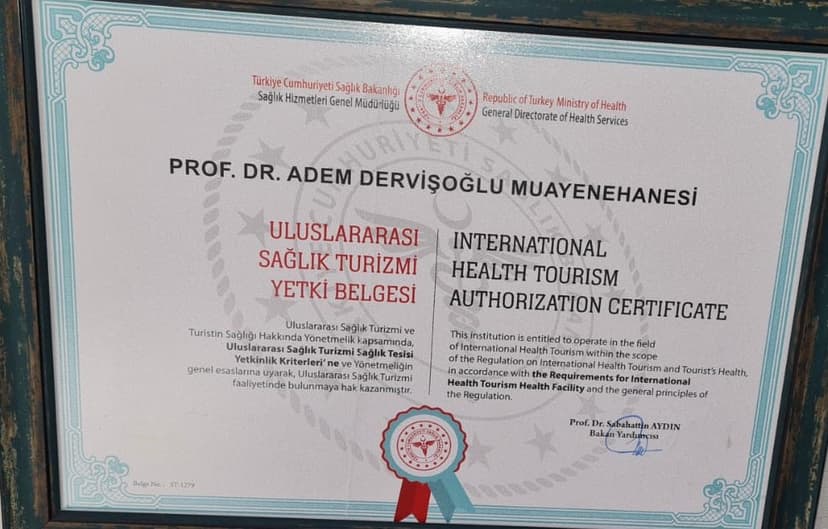 Türkiye Cumhuriyeti Sağlık Bakanlığı
Sağlık Hizmetleri Genel Müdürlüğü
Republic of Turkey Ministry of Health
General Directorate of Health Services
PROF. DR. ADEM DERVİŞOĞLU MUAYENEHANESİ
ULUSLARARASI
SAĞLIK TURİZMİ
YETKİ BELGESİ
Uluslararası Sağlık Turizmi ve
Turistin Sağlığı Hakkında Yönetmelik kapsamında,
Uluslararası Sağlık Turizmi Sağlık Tesisi
Yetkinlik Kriterleri'ne ve Yönetmeliğin
genel esaslarına uyarak, Uluslararası Sağlık Turizmi
faaliyetinde bulunmaya hak kazanmıştır.
INTERNATIONAL
HEALTH TOURISM
AUTHORIZATION CERTIFICATE
This institution is entitled to operate in the field
of International Health Tourism within the scope
of the Regulation on International Health Tourism and Tourist's Health,
in accordance with the Requirements for International
Health Tourism Health Facility and the general principles of
the Regulation.
Prof. Dr. Sabahattin AYDIN
Bakan Yardımcısı
Belge No. : ST-1279